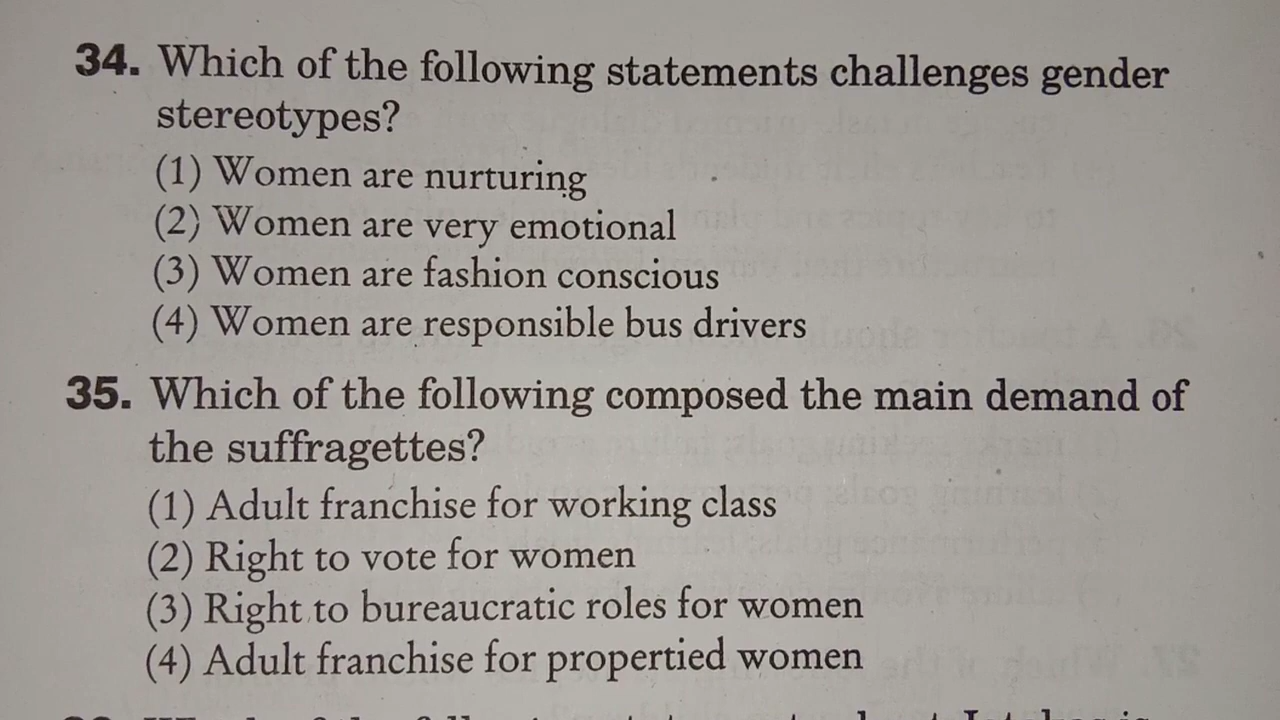 34. Which of the following statements challenges gender
stereotypes?
(1) Women are nurturing
(2) Women are very emotional
(3) Women are fashion conscious
(4) Women are responsible bus drivers
35. Which of the following composed the main demand of
the suffragettes?
(1) Adult franchise for working class
(2) Right to vote for women
(3) Right to bureaucratic roles for women
(4) Adult franchise for propertied women